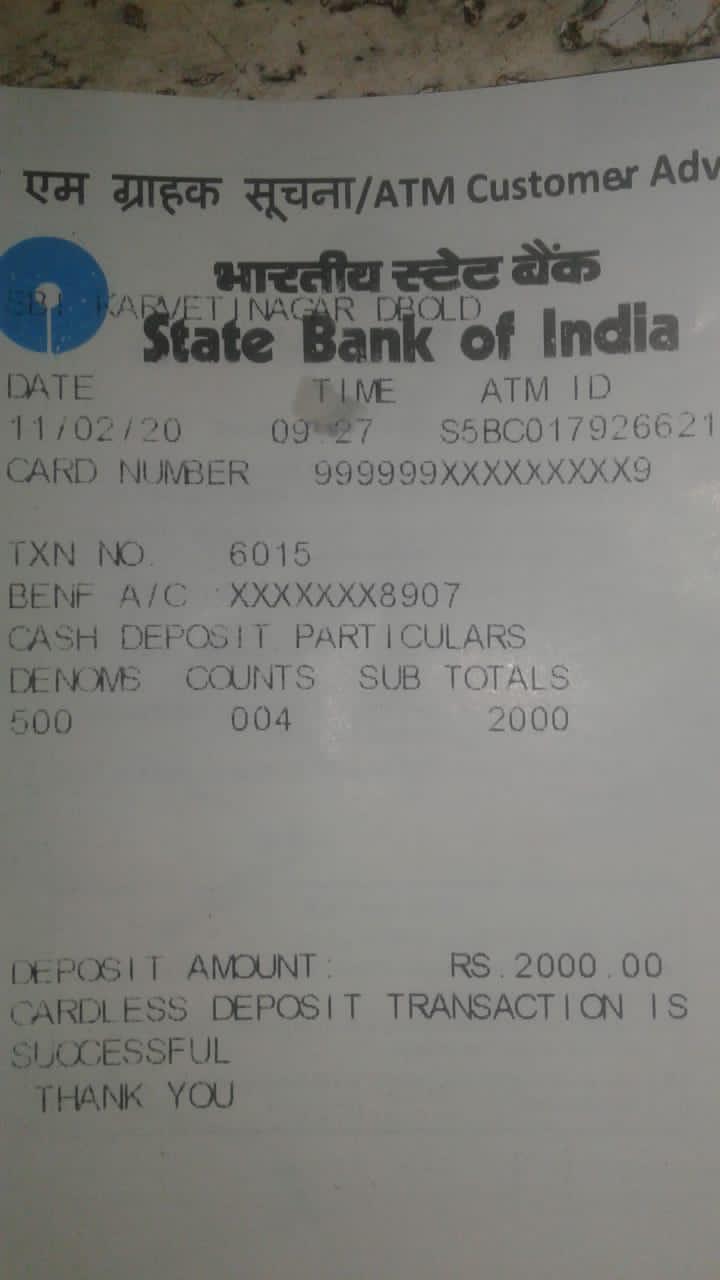 एम ग्राहक सूचना/ATM Customer Adv
भारतीय स्टेट बैंक
SBI KARVETINAGAR DBOLD
State Bank of India
DATE TIME ATM ID
11/02/20 09 27 S5BC017926621
CARD NUMBER 999999XXXXXXXXX9
TXN NO. 6015
BENF A/C :XXXXXXX8907
CASH DEPOSIT PARTICULARS
DENOMS COUNTS SUB TOTALS
500 004 2000
DEPOSIT AMOUNT: RS.2000.00
CARDLESS DEPOSIT TRANSACTION IS
SUCCESSFUL
THANK YOU